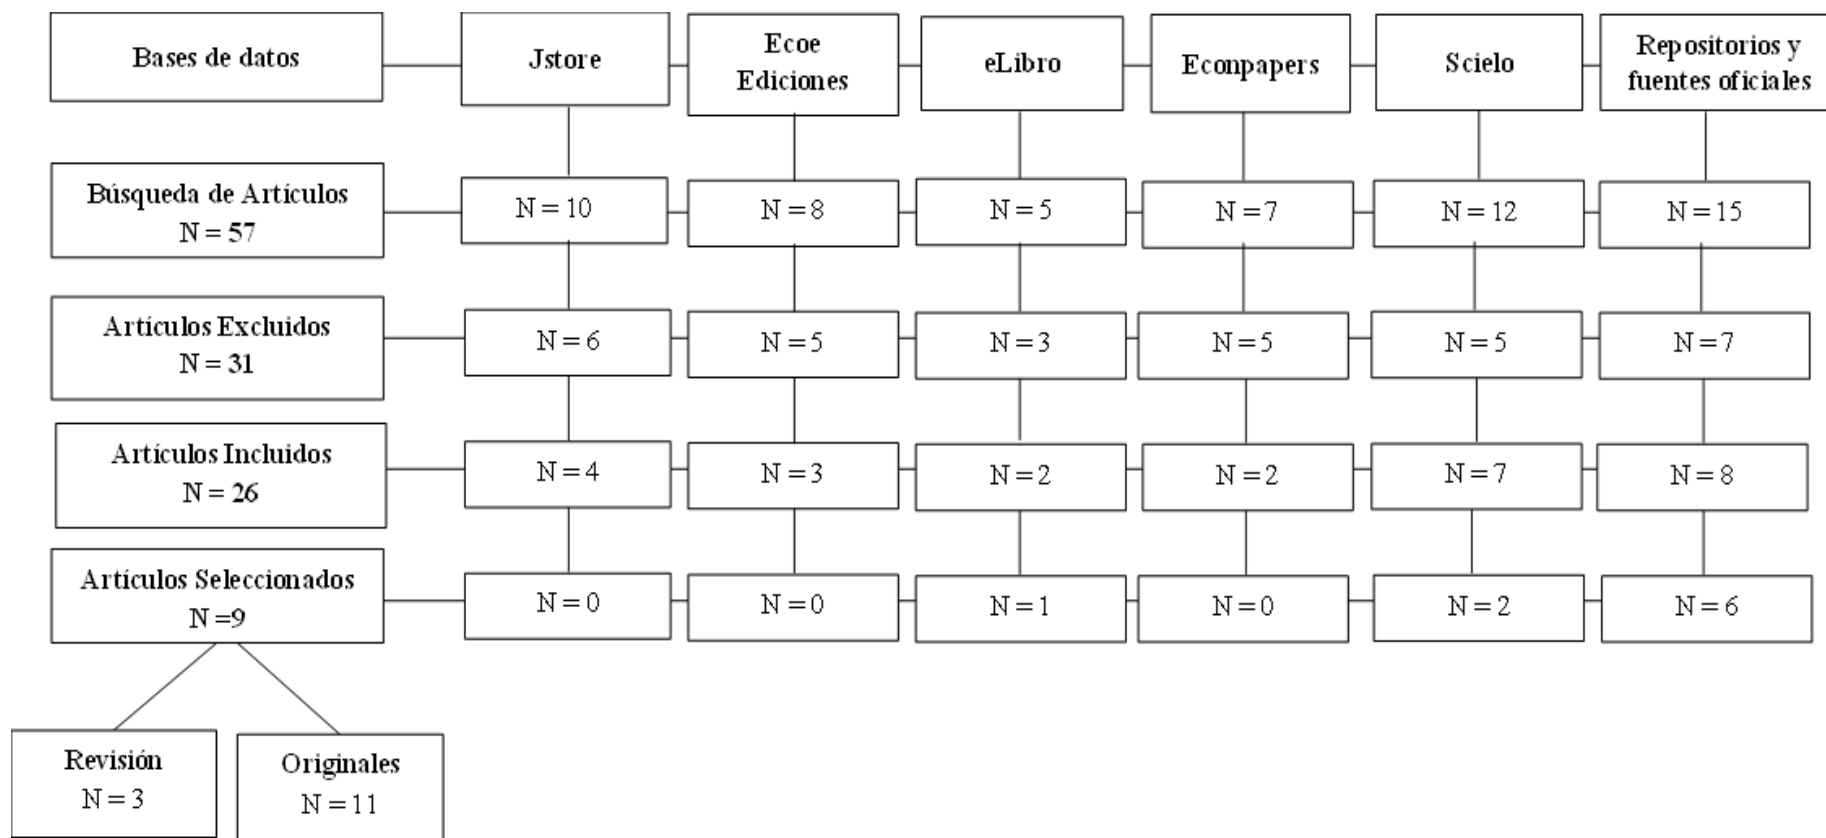 Bases de datos
Jstore
Ecoe
Ediciones
eLibro
Econpapers
Scielo
Repositorios y
fuentes oficiales
Búsqueda de Artículos
N = 57
N = 10
N = 8
N = 5
N = 7
N = 12
N = 15
Artículos Excluidos
N = 31
N = 6
N = 5
N = 3
N = 5
N = 5
N = 7
Artículos Incluidos
N = 26
N = 4
N = 3
N = 2
N = 2
N = 7
N = 8
Artículos Seleccionados
N =9
N = 0
N = 0
N = 1
N = 0
N = 2
N = 6
Revisión
N = 3
Originales
N = 11